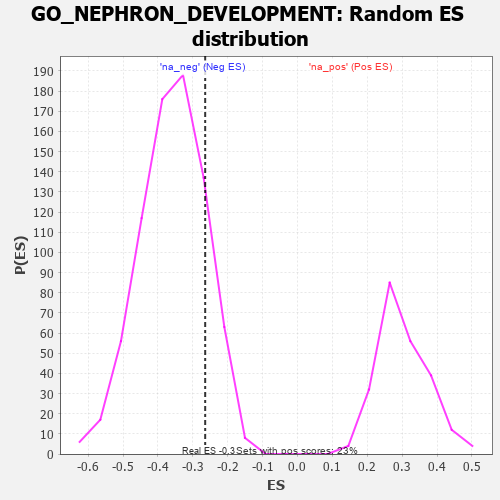 GO_NEPHRON_DEVELOPMENT: Random ES
distribution
'na_neg' (Neg ES) 'na_pos' (Pos ES)
190
180
170
160
150
140
130
120
110
100
90
80
70
60
50
40
30
20
10
0
P(ES)
Real ES -0.3 Sets with pos scores: 23%
-0.6 -0.5 -0.4 -0.3 -0.2 -0.1 0.0 0.1 0.2 0.3 0.4 0.5
ES